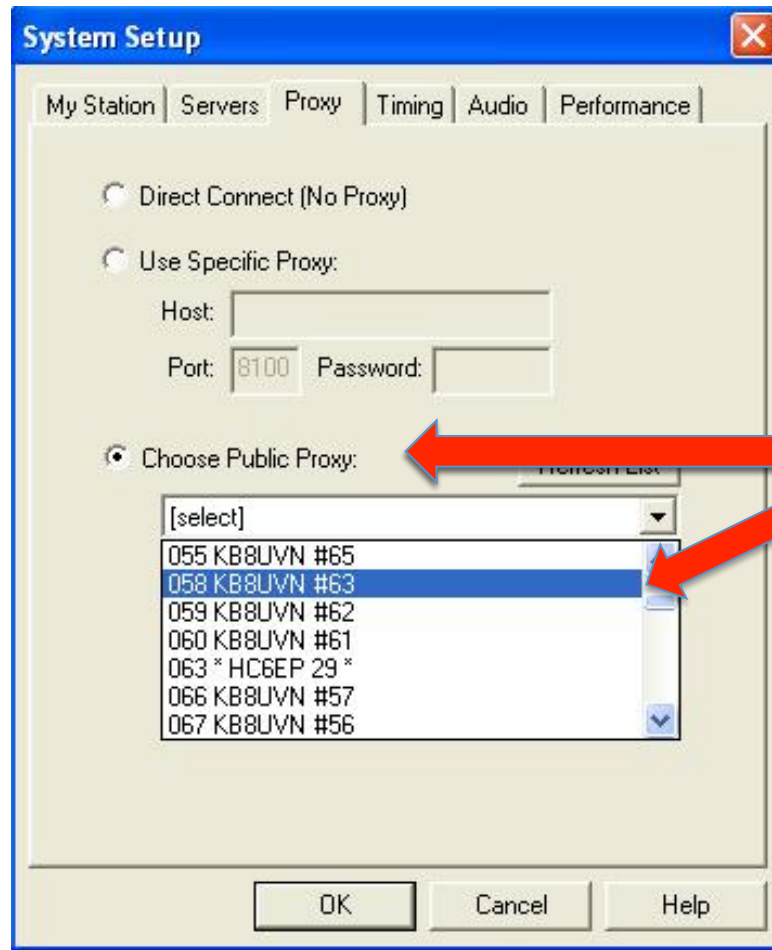 System Setup
My Station Servers Proxy Timing Audio Performance
Direct Connect (No Proxy)
Use Specific Proxy:
Host:
Port: 8100 Password:
Choose Public Proxy:
Refresh List
[select]
055 KB8UVN #65
058 KB8UVN #63
059 KB8UVN #62
060 KB8UVN #61
063 * HC6EP 29 *
066 KB8UVN #57
067 KB8UVN #56
OK Cancel Help